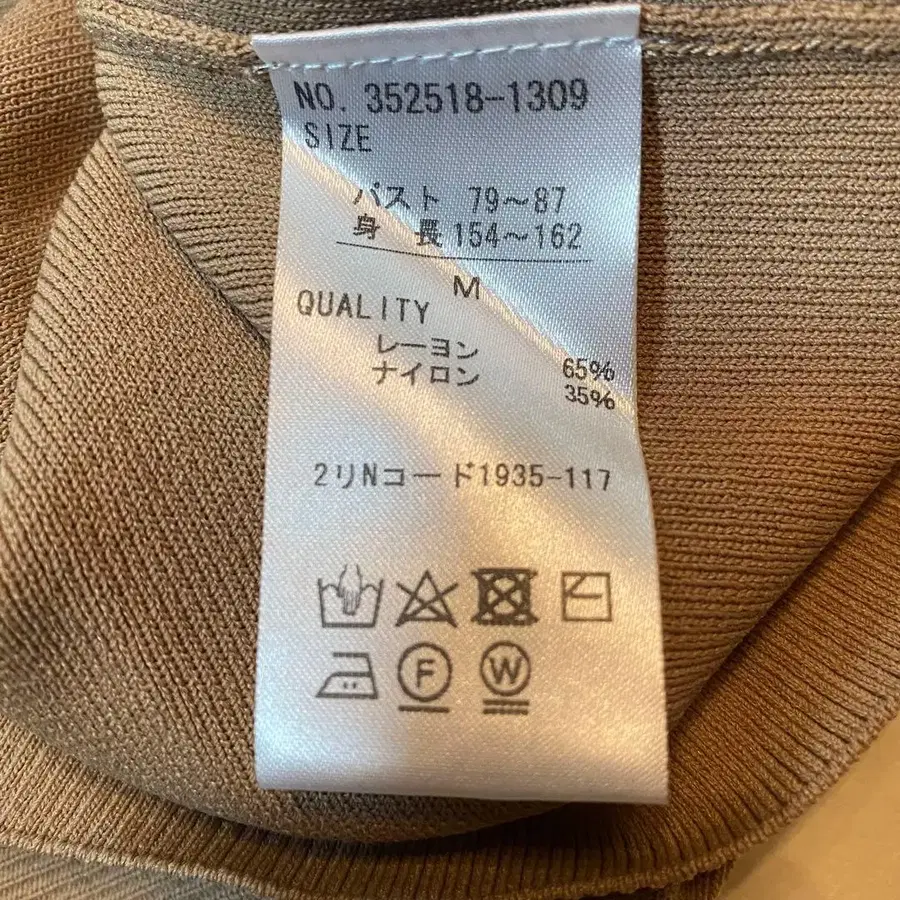 NO. 352518-1309
SIZE
バスト 79～87
身 長 154～162
M
QUALITY
レーヨン 65%
ナイロン 35%
2リNコード1935-117
F W